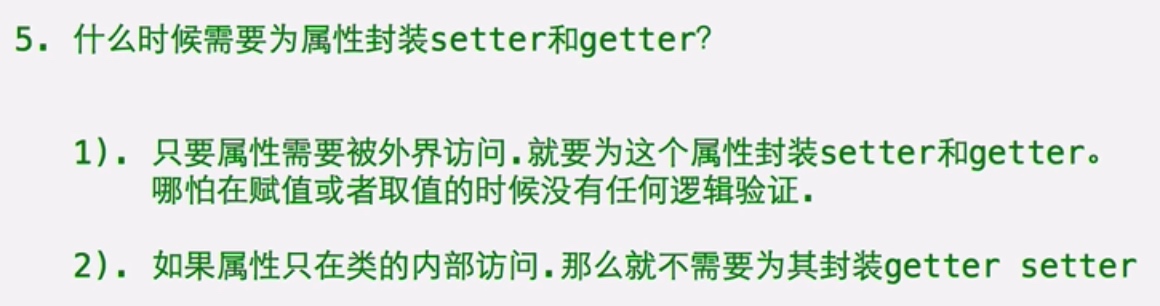 5. 什么时候需要为属性封装setter和getter?
1). 只要属性需要被外界访问.就要为这个属性封装setter和getter。
哪怕在赋值或者取值的时候没有任何逻辑验证.
2). 如果属性只在类的内部访问.那么就不需要为其封装getter setter